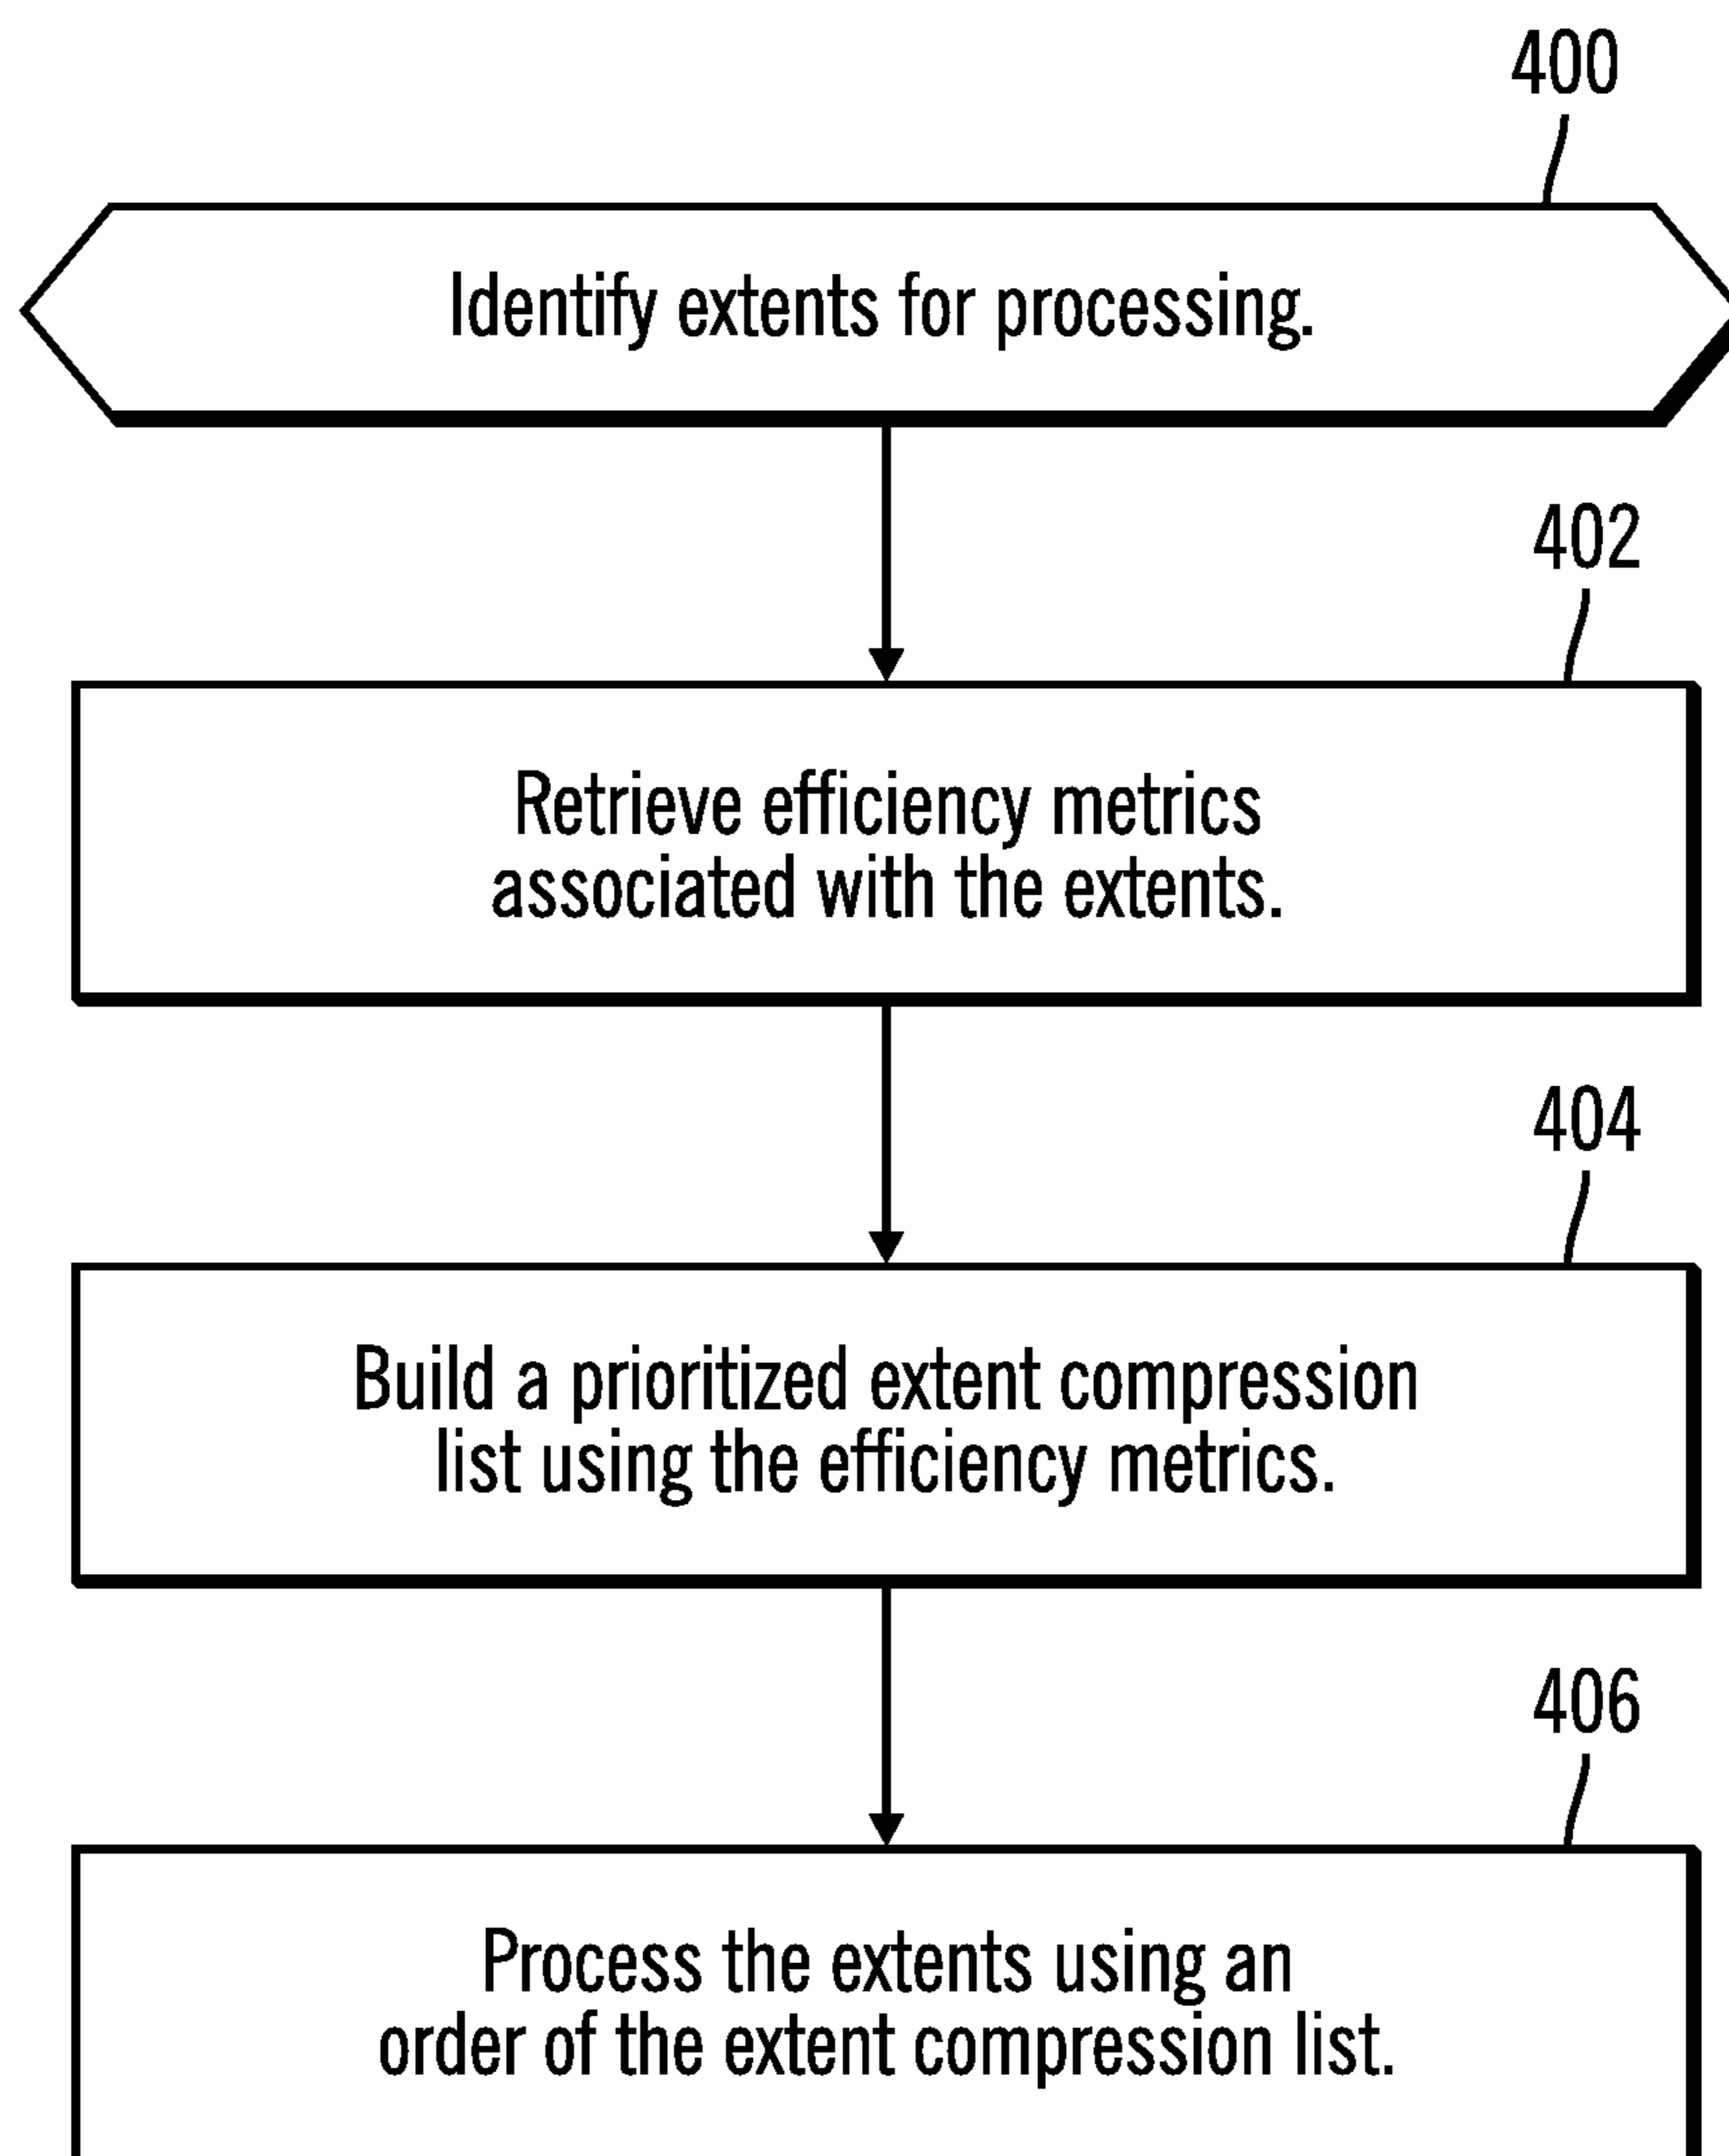 400
Identify extents for processing.
402
Retrieve efficiency metrics
associated with the extents.
404
Build a prioritized extent compression
list using the efficiency metrics.
406
Process the extents using an
order of the extent compression list.